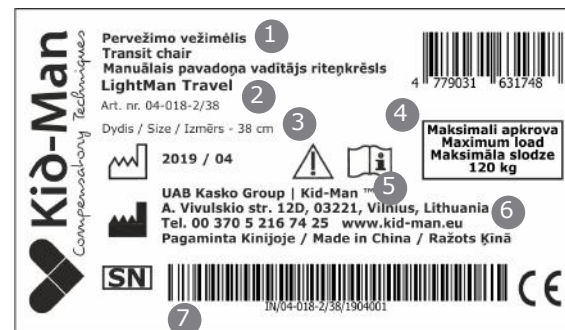 Kið-Man
Compensatory Techniques
Pervežimo vežimėlis
1
Transit chair
Manuālais pavadoņa vadītājs riteņkrēsls
LightMan Travel
2
Art. nr. 04-018-2/38
Dydis / Size / Izmērs - 38 cm
3
4 779031 631748
4
Maksimali apkrova
Maximum load
Maksimāla slodze
120 kg
2019 / 04
5
UAB Kasko Group | Kid-Man ™
A. Vivulskio str. 12D, 03221, Vilnius, Lithuania
6
Tel. 00 370 5 216 74 25 www.kid-man.eu
Pagaminta Kinijoje / Made in China / Ražots Ķīnā
SN
IN/04-018-2/38/1904001
7
CE